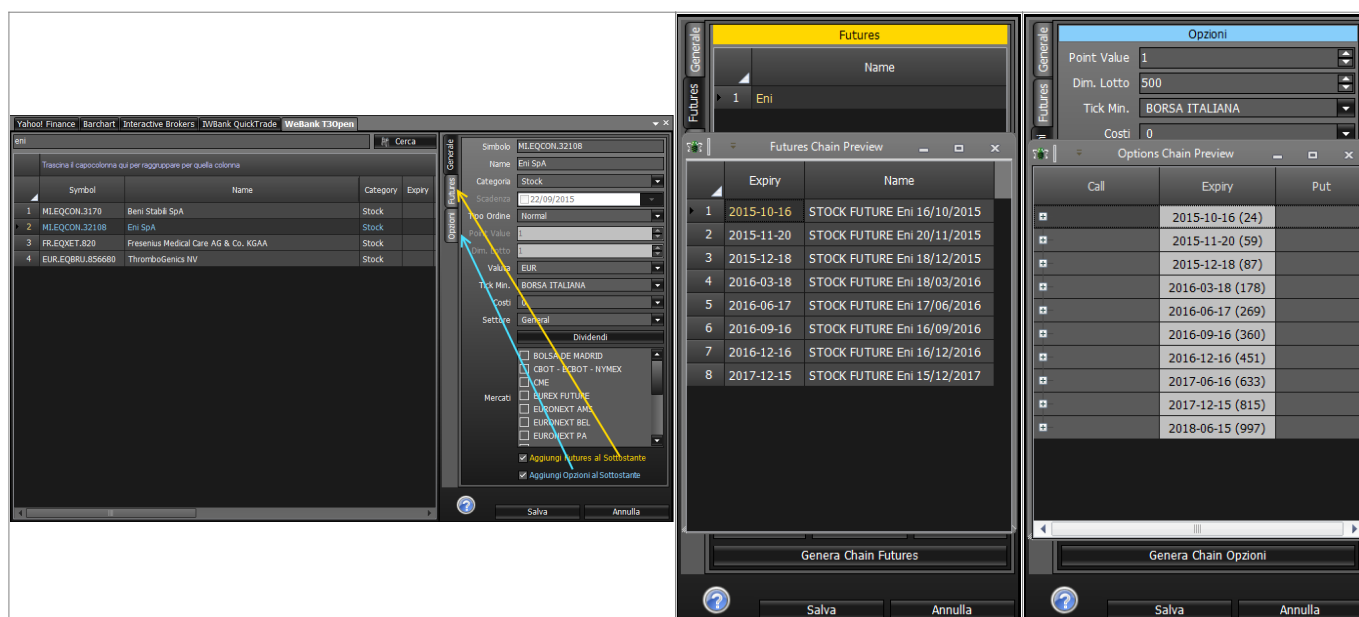 Yahoo! Finance Barchart Interactive Brokers IWBank QuickTrade WeBank T3Open
eni Cerca
Trascina il capocolonna qui per raggruppare per quella colonna
Symbol Name Category Expiry
1 MI.EQCON.3170 Beni Stabili SpA Stock
2 MI.EQCON.32108 Eni SpA Stock
3 FR.EQXET.820 Fresenius Medical Care AG & Co. KGAA Stock
4 EUR.EQBRU.856680 ThromboGenics NV Stock
Generale
Futures
Opzioni
Simbolo MI.EQCON.32108
Name Eni SpA
Categoria Stock
Scadenza 22/09/2015
Tipo Ordine Normal
Point Value 1
Dim. Lotto 1
Valuta EUR
Tick Min. BORSA ITALIANA
Costi 0
Settore General
Dividendi
Mercati
BOLSA DE MADRID
CBOT - ECBOT - NYMEX
CME
EUREX FUTURE
EURONEXT AMS
EURONEXT BEL
EURONEXT PA
Aggiungi Futures al Sottostante
Aggiungi Opzioni al Sottostante
Salva Annulla
Generale
Futures
Futures
Name
1 Eni
Futures Chain Preview
Expiry Name
1 2015-10-16 STOCK FUTURE Eni 16/10/2015
2 2015-11-20 STOCK FUTURE Eni 20/11/2015
3 2015-12-18 STOCK FUTURE Eni 18/12/2015
4 2016-03-18 STOCK FUTURE Eni 18/03/2016
5 2016-06-17 STOCK FUTURE Eni 17/06/2016
6 2016-09-16 STOCK FUTURE Eni 16/09/2016
7 2016-12-16 STOCK FUTURE Eni 16/12/2016
8 2017-12-15 STOCK FUTURE Eni 15/12/2017
Genera Chain Futures
Salva Annulla
Generale
Futures
Opzioni
Point Value 1
Dim. Lotto 500
Tick Min. BORSA ITALIANA
Costi 0
Options Chain Preview
Call Expiry Put
2015-10-16 (24)
2015-11-20 (59)
2015-12-18 (87)
2016-03-18 (178)
2016-06-17 (269)
2016-09-16 (360)
2016-12-16 (451)
2017-06-16 (633)
2017-12-15 (815)
2018-06-15 (997)
Genera Chain Opzioni
Salva Annulla